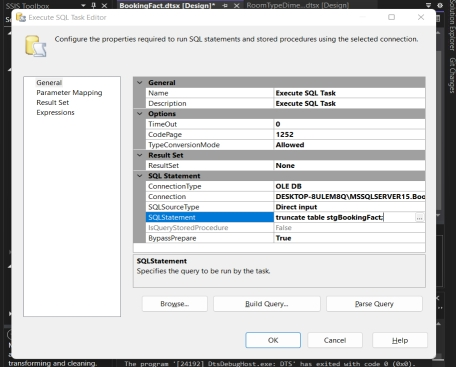 SSIS Toolbox
BookingFact.dtsx [Design]*
RoomTypeDime...dtsx [Design]
Execute SQL Task Editor
Solution Explorer
Git Changes
Configure the properties required to run SQL statements and stored procedures using the selected connection.
General
Parameter Mapping
Result Set
Expressions
General
Name Execute SQL Task
Description Execute SQL Task
Options
TimeOut 0
CodePage 1252
TypeConversionMode Allowed
Result Set
ResultSet None
SQL Statement
ConnectionType OLE DB
Connection DESKTOP-8ULEM8Q\MSSQLSERVER15.Boo
SQLSourceType Direct input
SQLStatement truncate table stgBookingFact; ...
IsQueryStoredProcedure False
BypassPrepare True
SQLStatement
Specifies the query to be run by the task.
Browse...
Build Query...
Parse Query
OK
Cancel
Help
transforming and cleaning.
The program '[24192] DtsDebugHost.exe: DTS' has exited with code 0 (0x0).